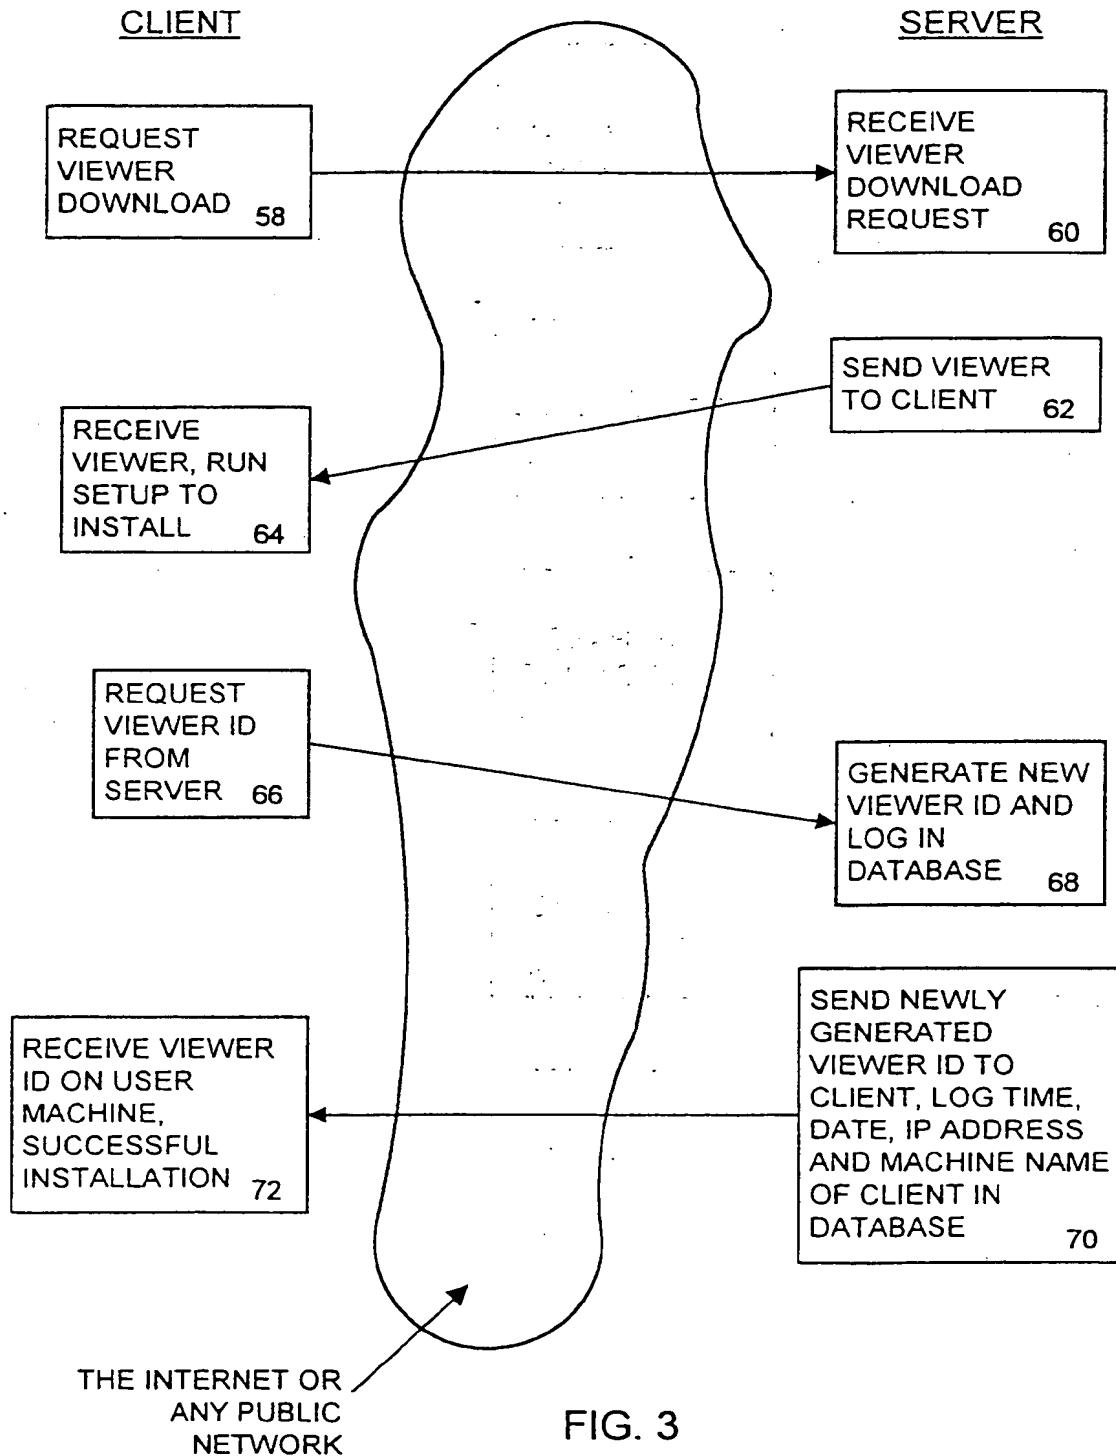 CLIENT
SERVER
REQUEST
VIEWER
DOWNLOAD 58
RECEIVE
VIEWER
DOWNLOAD
REQUEST 60
SEND VIEWER
TO CLIENT 62
RECEIVE
VIEWER, RUN
SETUP TO
INSTALL 64
REQUEST
VIEWER ID
FROM
SERVER 66
GENERATE NEW
VIEWER ID AND
LOG IN
DATABASE 68
SEND NEWLY
GENERATED
VIEWER ID TO
CLIENT, LOG TIME,
DATE, IP ADDRESS
AND MACHINE NAME
OF CLIENT IN
DATABASE 70
RECEIVE VIEWER
ID ON USER
MACHINE,
SUCCESSFUL
INSTALLATION 72
THE INTERNET OR
ANY PUBLIC
NETWORK
FIG. 3